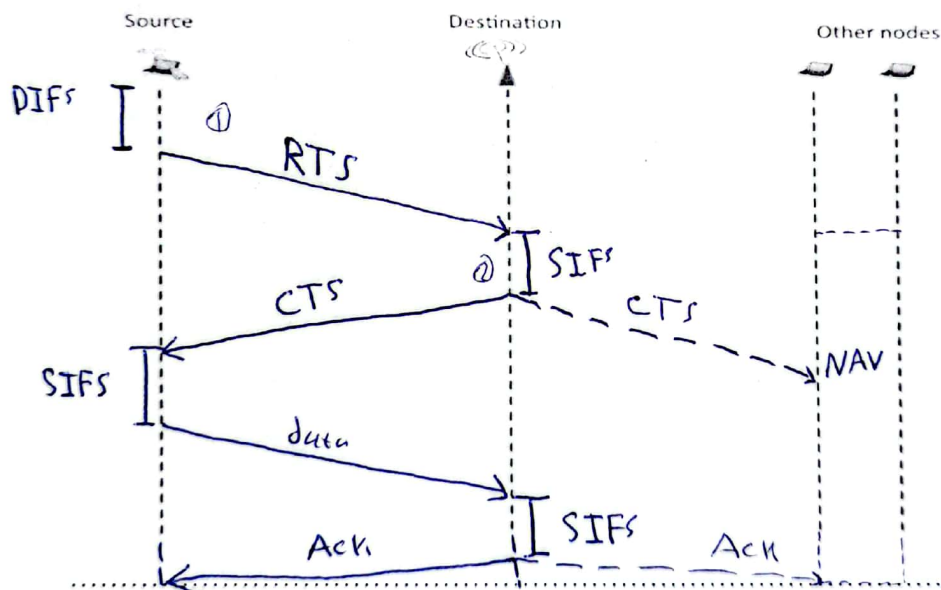 Source
Destination
Other nodes
DIFS
①
RTS
SIFS
②
CTS
CTS
NAV
SIFS
data
SIFS
Ack
Ack